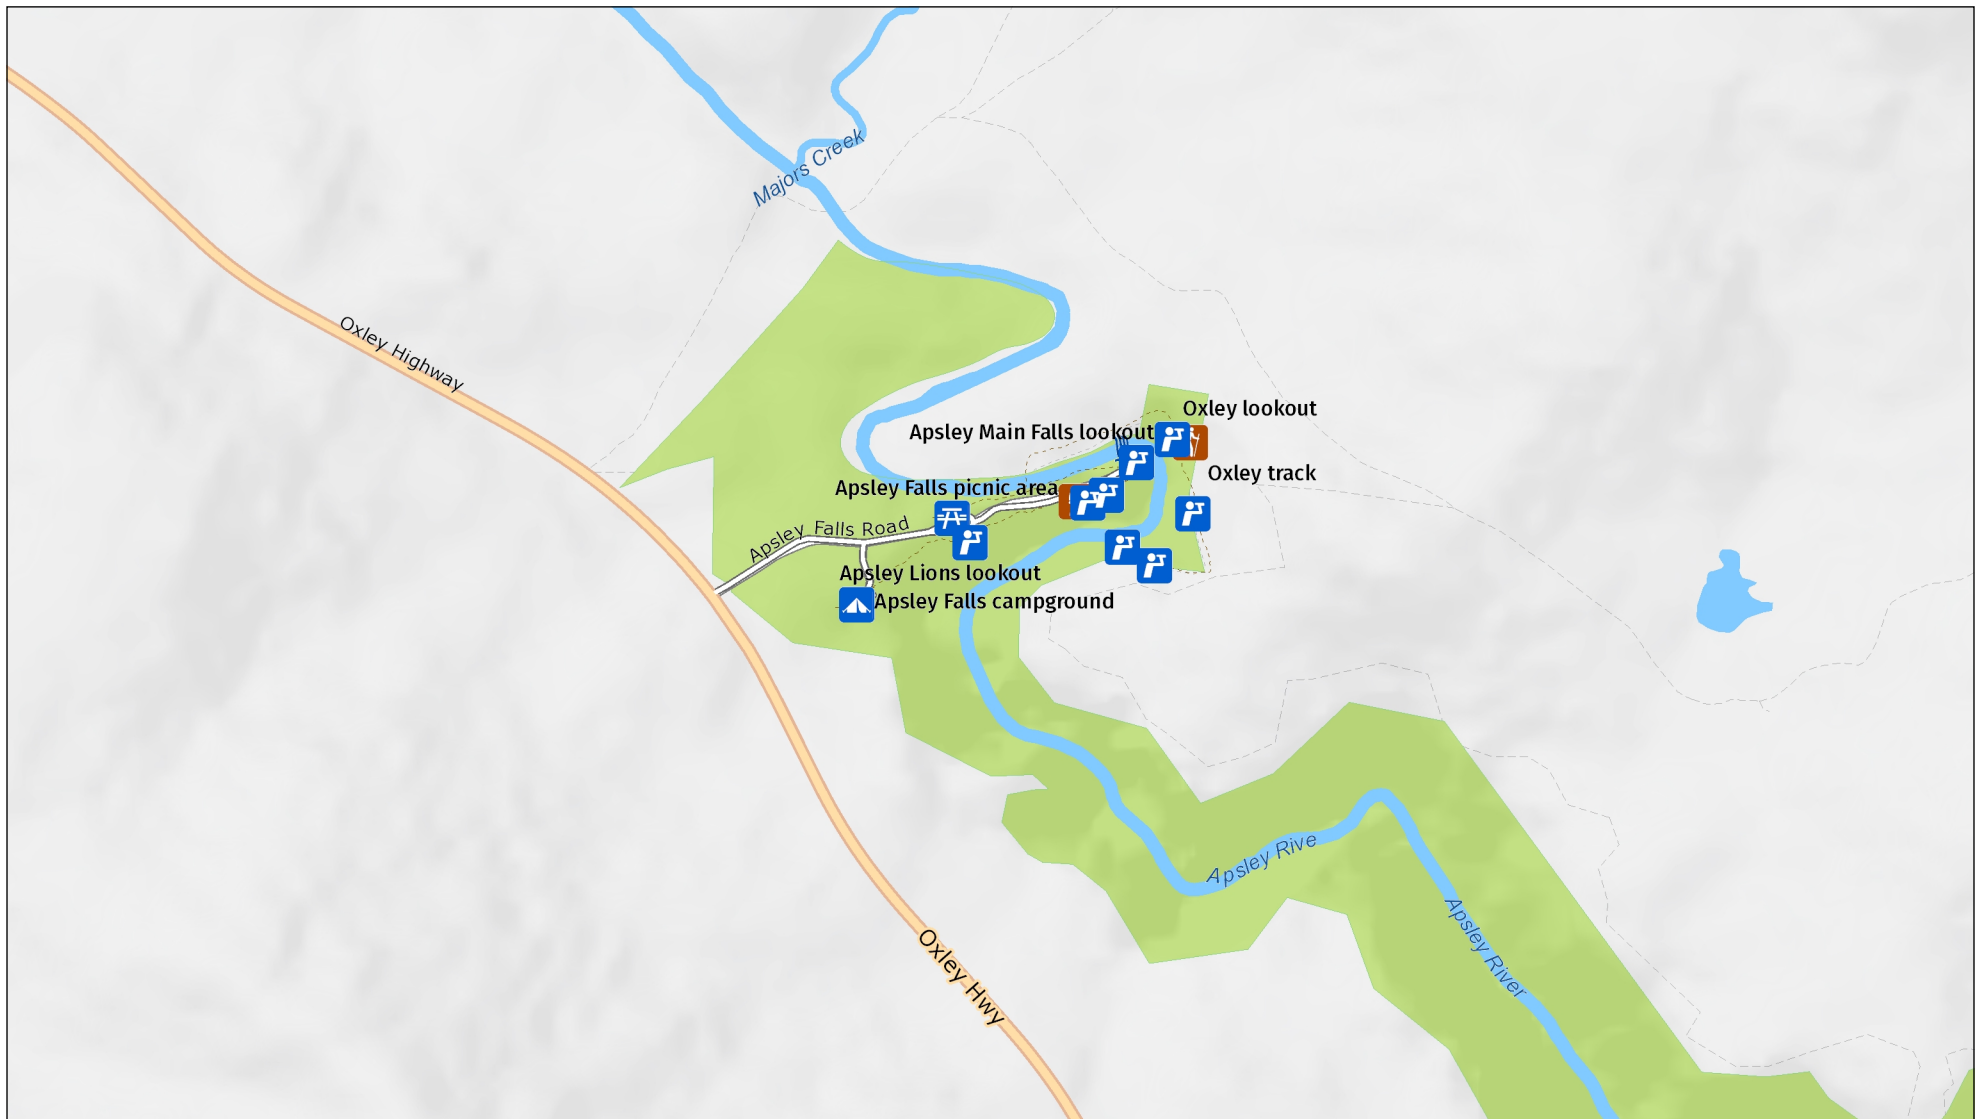 Majors Creek
Oxley Highway
Oxley lookout
Apsley Main Falls lookout
Oxley track
Apsley Falls picnic area
Apsley Falls Road
Apsley Lions lookout
Apsley Falls campground
Apsley Rive
Apsley River
Oxley Hwy